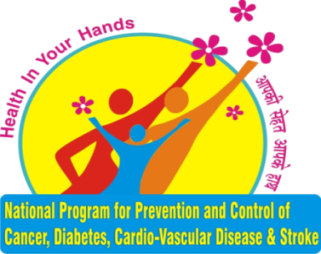 Health In Your Hands
आपकी सेहत आपके हाथ
National Program for Prevention and Control of
Cancer, Diabetes, Cardio-Vascular Disease & Stroke